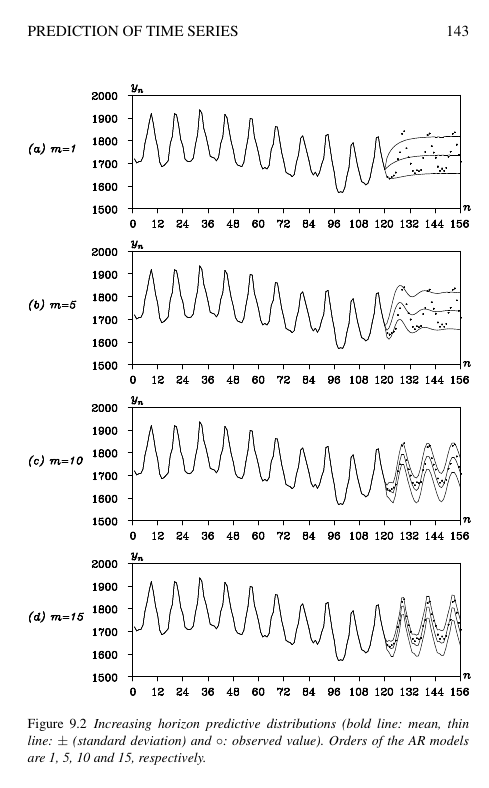 PREDICTION OF TIME SERIES 143
yn
2000
1900
1800
(a) m=1
1700
1600
1500
0 12 24 36 48 60 72 84 96 108 120 132 144 156
n
yn
2000
1900
1800
(b) m=5
1700
1600
1500
0 12 24 36 48 60 72 84 96 108 120 132 144 156
n
yn
2000
1900
1800
(c) m=10
1700
1600
1500
0 12 24 36 48 60 72 84 96 108 120 132 144 156
n
yn
2000
1900
1800
(d) m=15
1700
1600
1500
0 12 24 36 48 60 72 84 96 108 120 132 144 156
n
Figure 9.2 Increasing horizon predictive distributions (bold line: mean, thin
line: ± (standard deviation) and ○: observed value). Orders of the AR models
are 1, 5, 10 and 15, respectively.